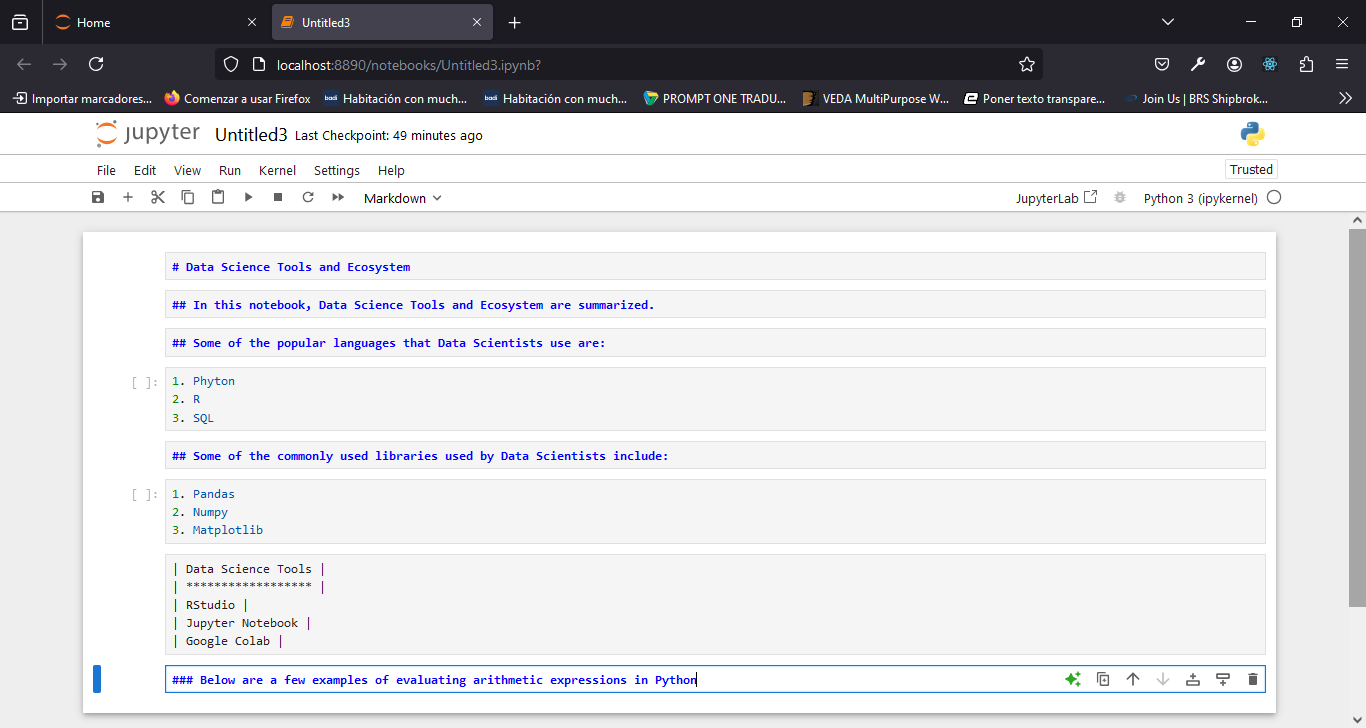 Home
Untitled3
localhost:8890/notebooks/Untitled3.ipynb?
Importar marcadores...
Comenzar a usar Firefox
badi Habitación con much...
badi Habitación con much...
PROMPT ONE TRADU...
VEDA MultiPurpose W...
Poner texto transpare...
Join Us | BRS Shipbrok...
jupyter Untitled3 Last Checkpoint: 49 minutes ago
File Edit View Run Kernel Settings Help
Trusted
Markdown
JupyterLab
Python 3 (ipykernel)
# Data Science Tools and Ecosystem
## In this notebook, Data Science Tools and Ecosystem are summarized.
## Some of the popular languages that Data Scientists use are:
[ ]:
1. Phyton
2. R
3. SQL
## Some of the commonly used libraries used by Data Scientists include:
[ ]:
1. Pandas
2. Numpy
3. Matplotlib
| Data Science Tools |
| ****************** |
| RStudio |
| Jupyter Notebook |
| Google Colab |
### Below are a few examples of evaluating arithmetic expressions in Python